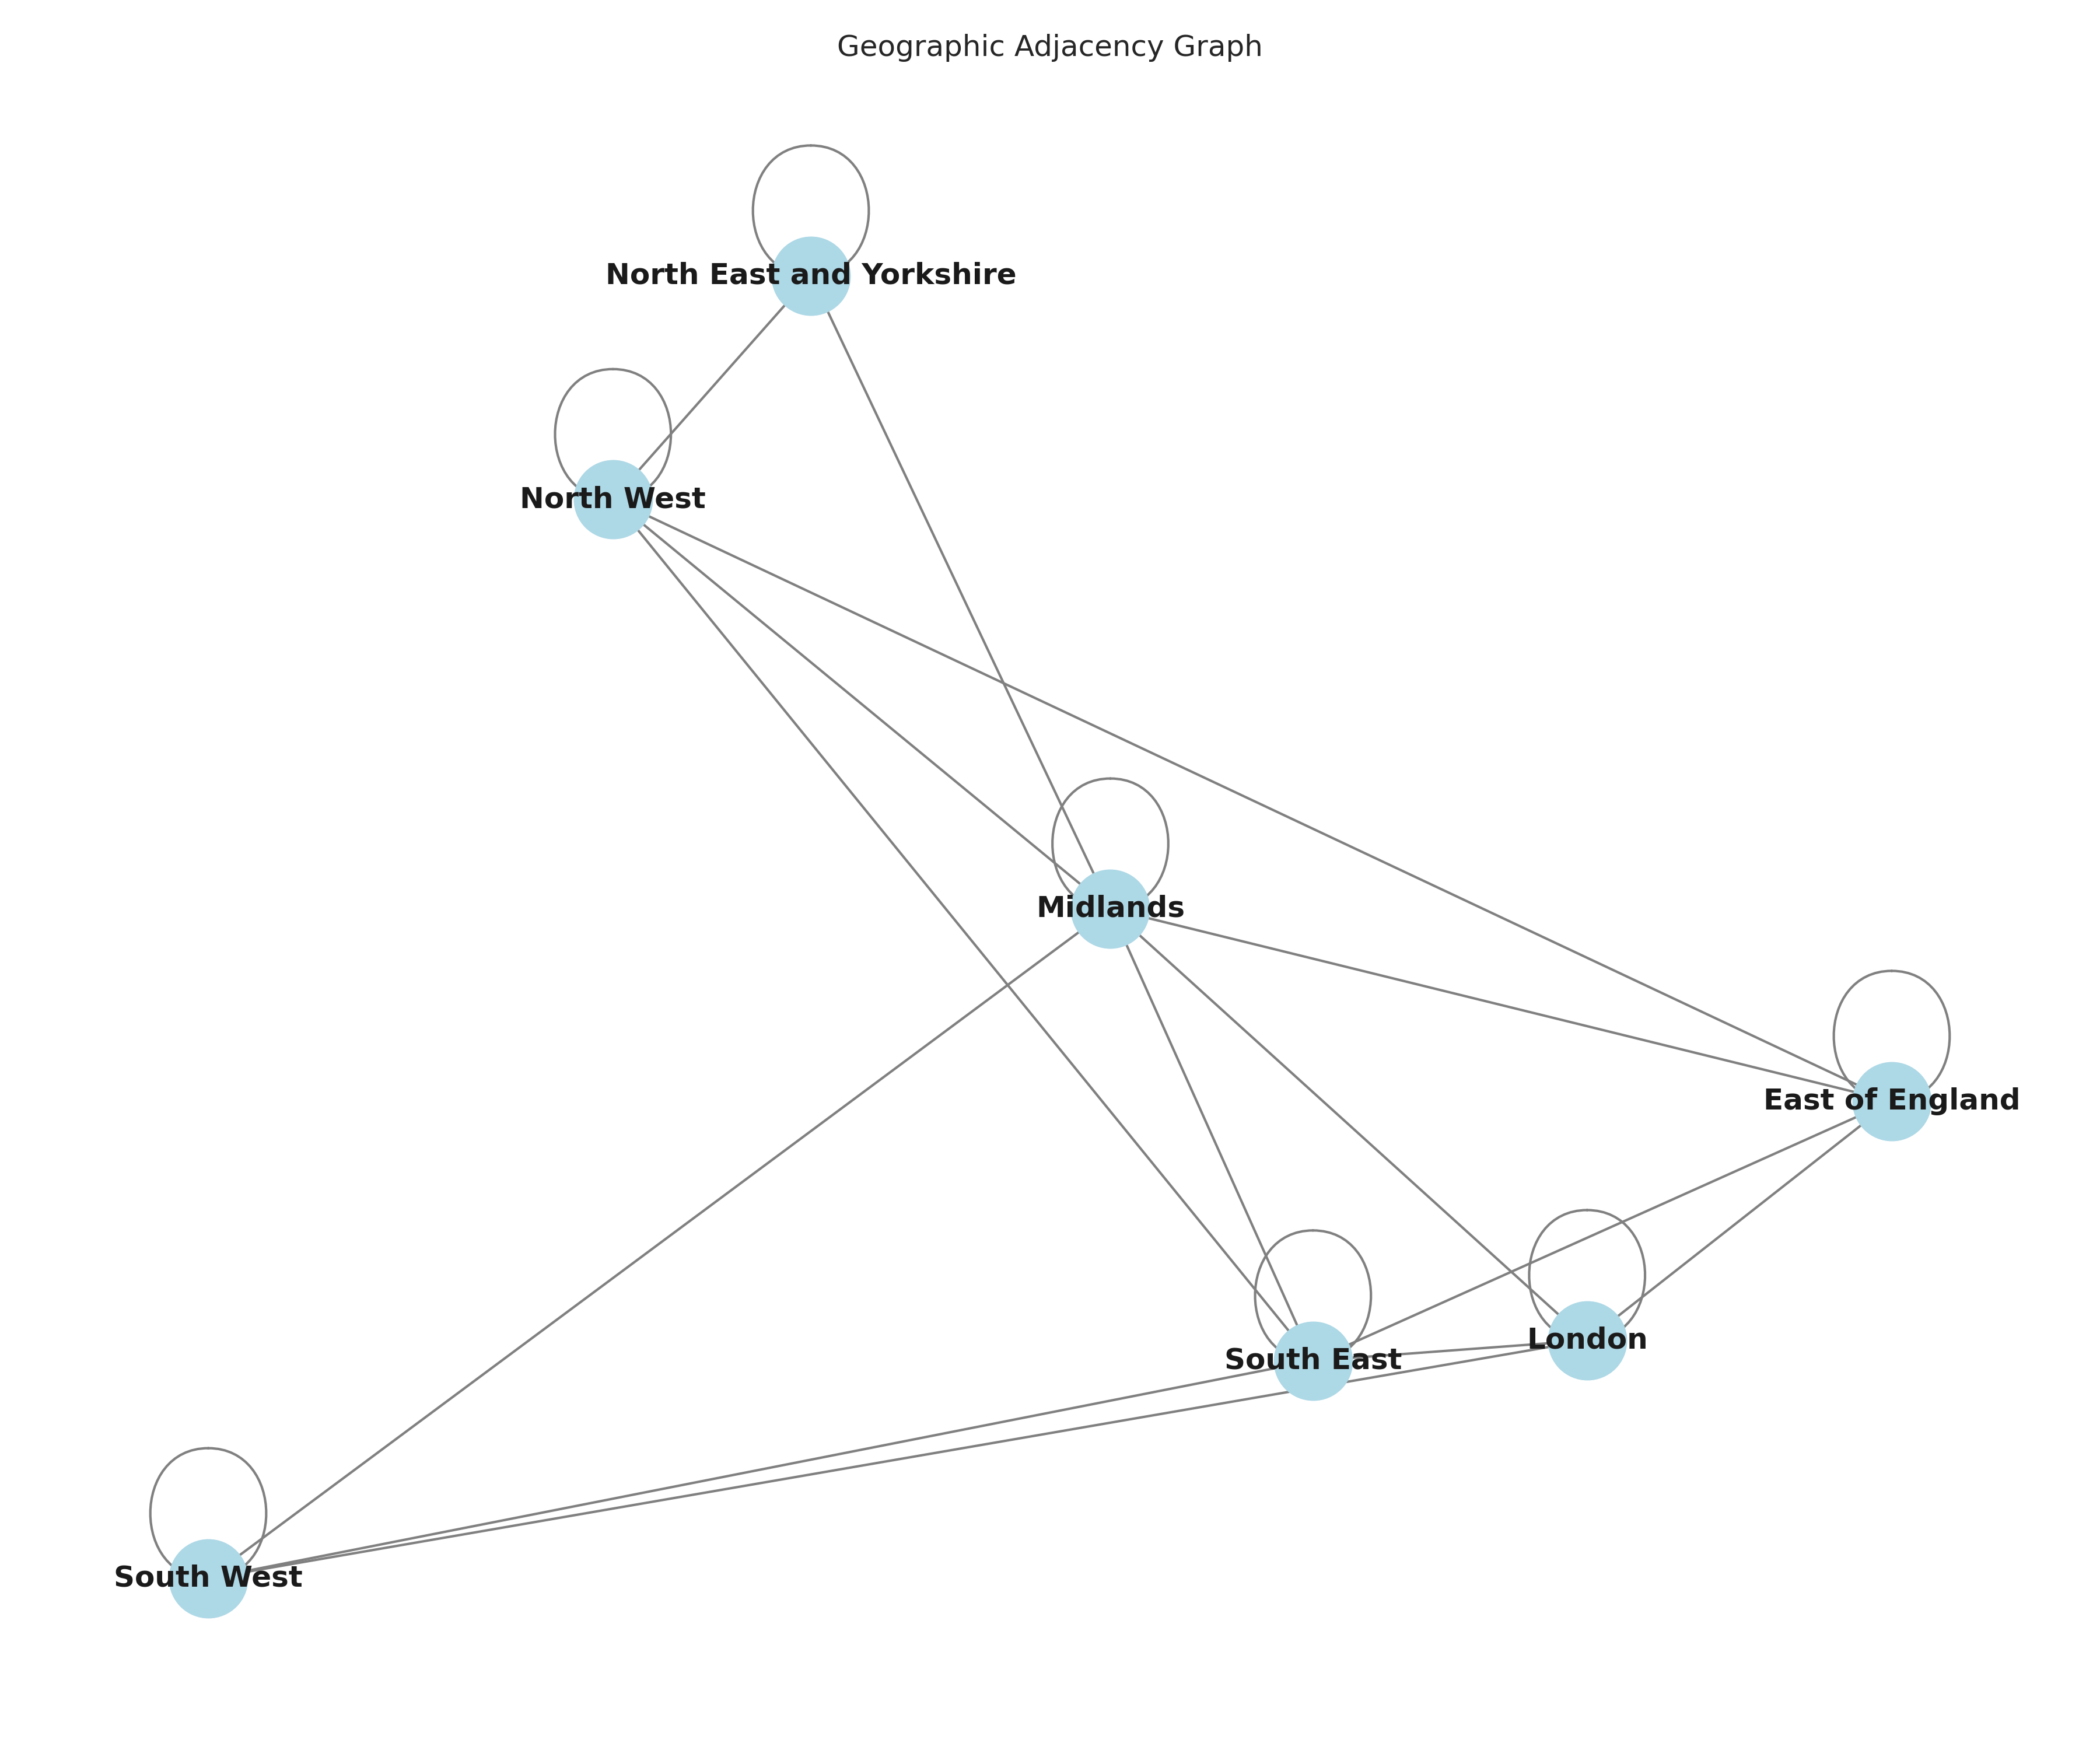 Geographic Adjacency Graph
North East and Yorkshire
North West
Midlands
East of England
London
South East
South West